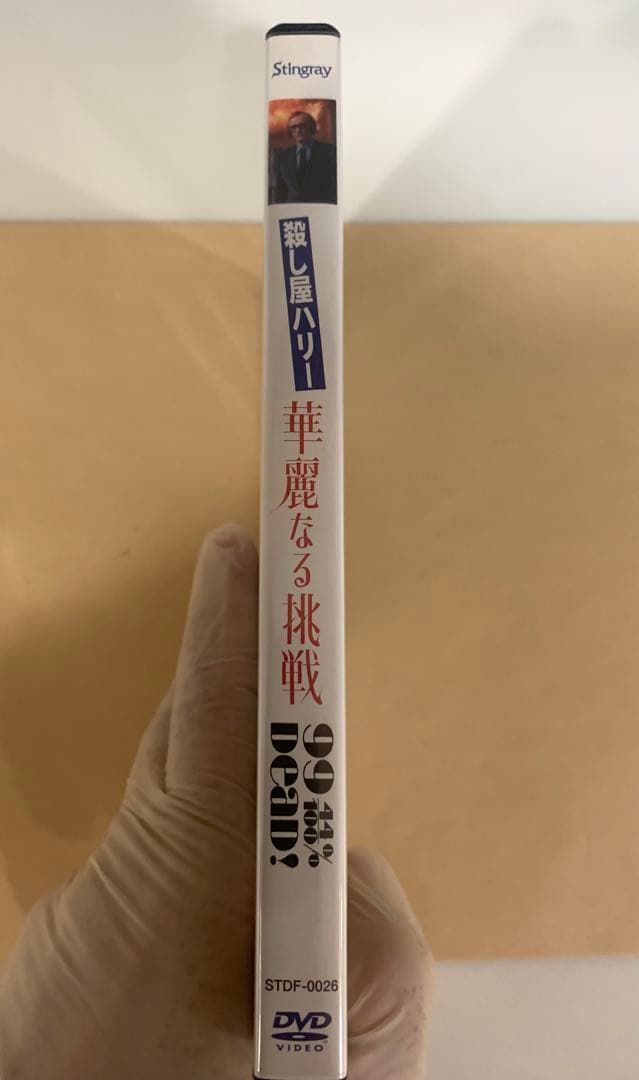 Stingray
殺し屋ハリー
華麗なる挑戦
99 44/100% DeaD!
STDF-0026
DVD
VIDEO